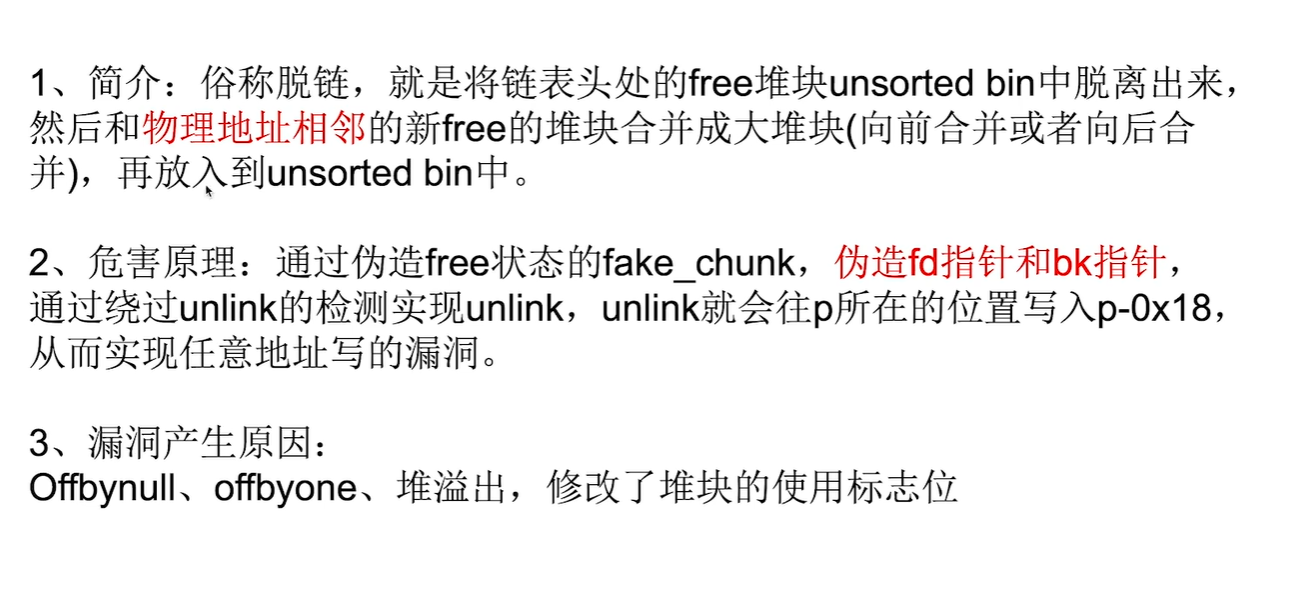 1、简介：俗称脱链，就是将链表头处的free堆块unsorted bin中脱离出来，
然后和物理地址相邻的新free的堆块合并成大堆块(向前合并或者向后合
并)，再放入到unsorted bin中。
2、危害原理：通过伪造free状态的fake_chunk，伪造fd指针和bk指针，
通过绕过unlink的检测实现unlink，unlink就会往p所在的位置写入p-0x18，
从而实现任意地址写的漏洞。
3、漏洞产生原因：
Offbynull、offbyone、堆溢出，修改了堆块的使用标志位